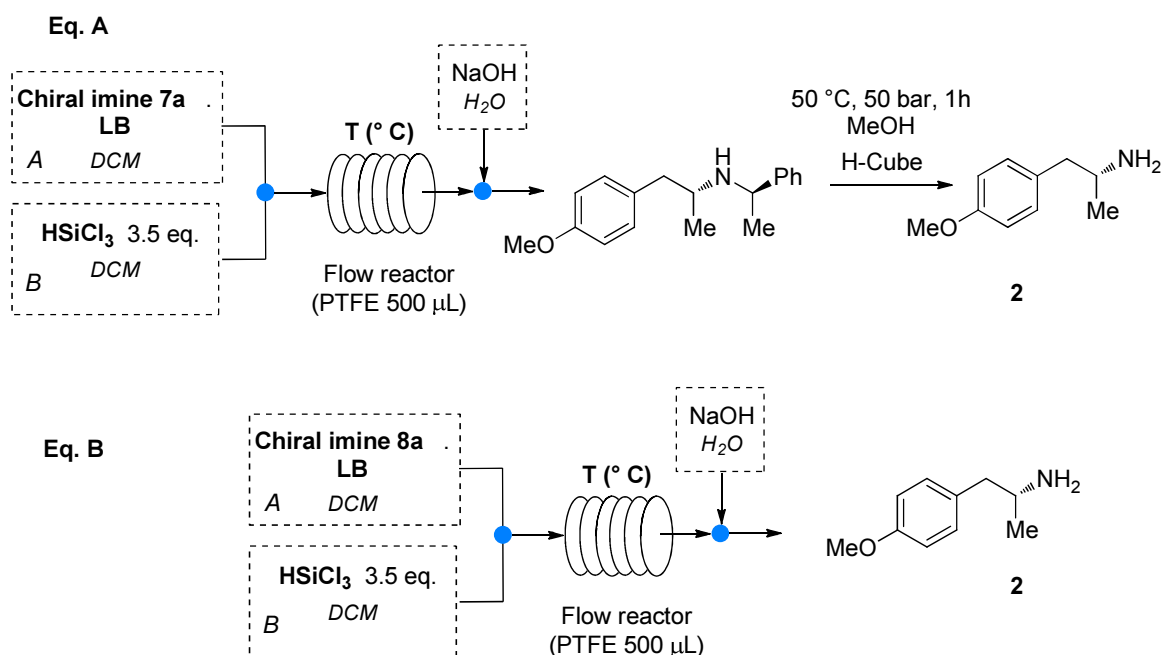 Eq. A
Chiral imine 7a .
LB
A DCM
HSiCl3 3.5 eq.
DCM
B
T (° C)
Flow reactor
(PTFE 500 μL)
NaOH
H2O
H
N
Ph
Me
Me
MeO
50 °C, 50 bar, 1h
MeOH
H-Cube
NH2
Me
MeO
2
Eq. B
Chiral imine 8a .
LB
A DCM
HSiCl3 3.5 eq.
DCM
B
T (° C)
Flow reactor
(PTFE 500 μL)
NaOH
H2O
NH2
Me
MeO
2